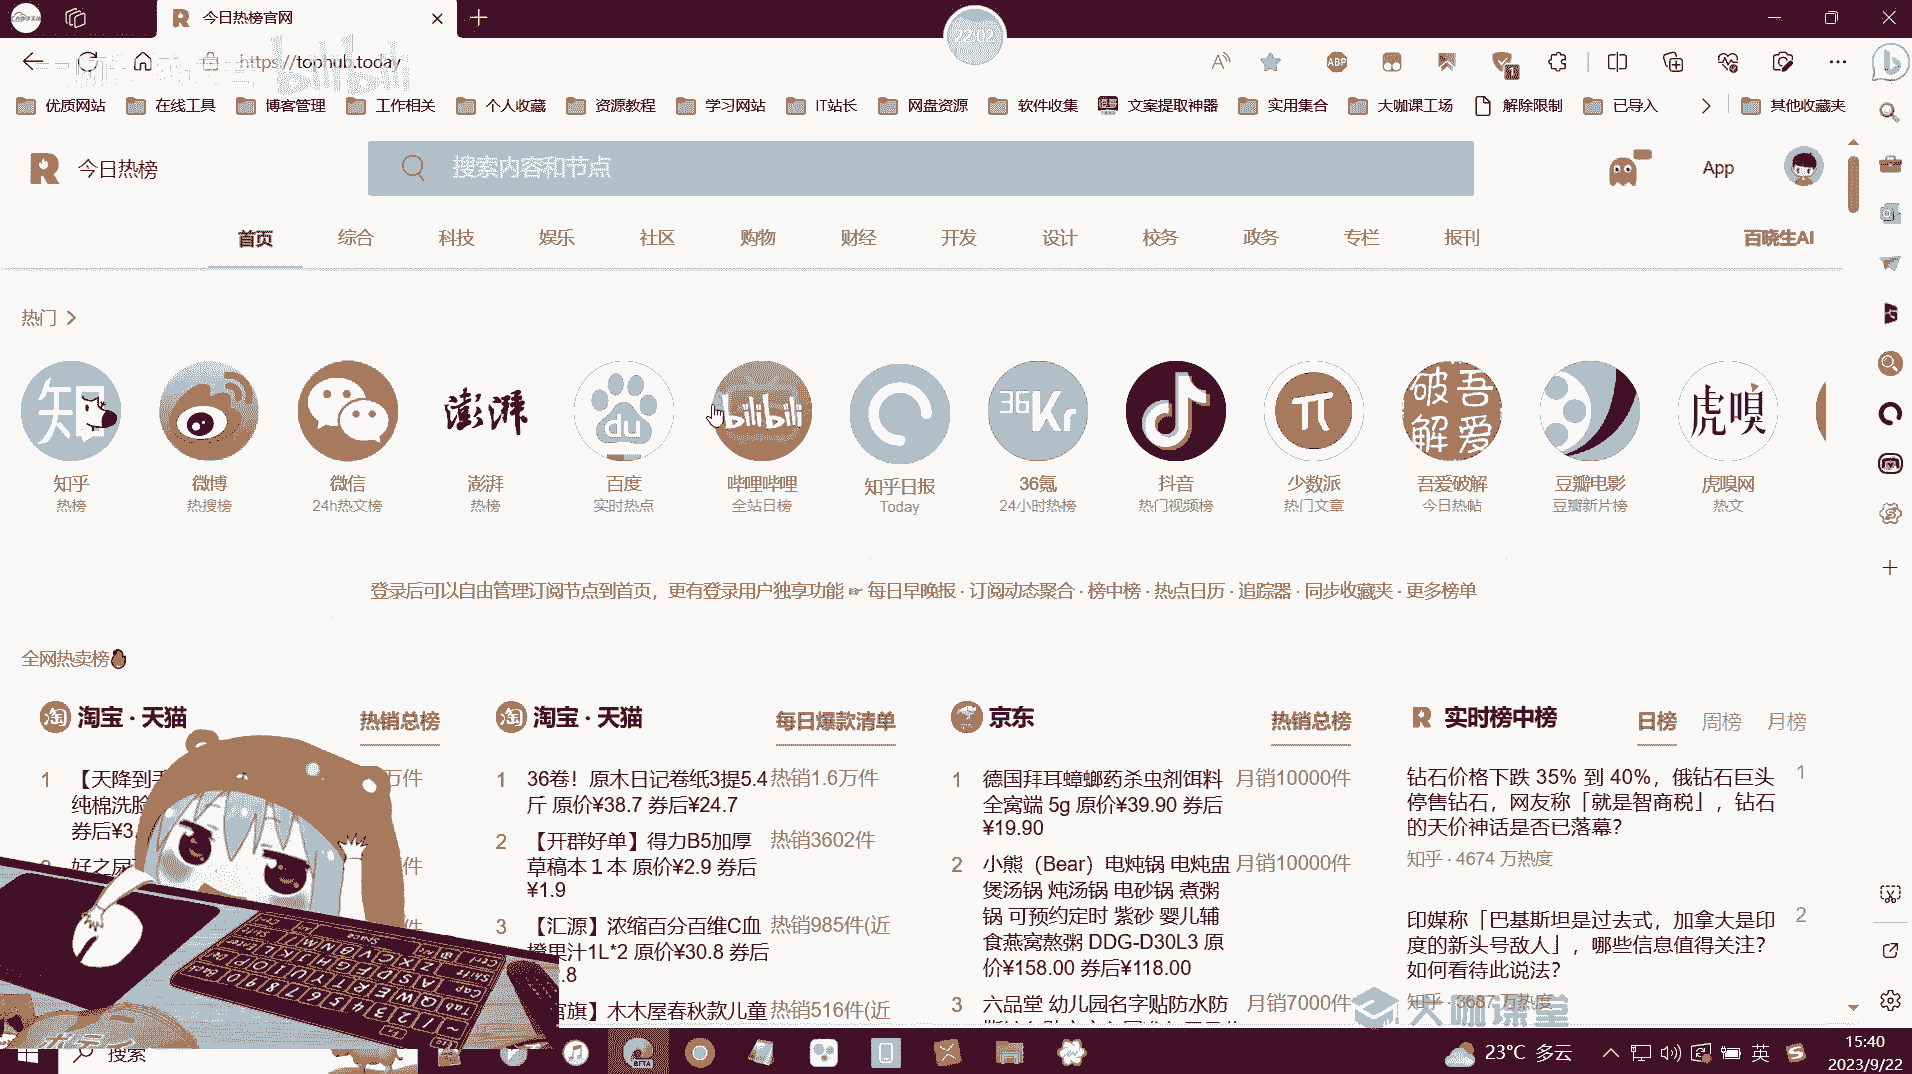 今日热榜官网
22:02
https://tophub.today
bilibili
优质网站 在线工具 博客管理 工作相关 个人收藏 资源教程 学习网站 IT站长 网盘资源 软件收集 文案提取神器 实用集合 大咖课工场 解除限制 已导入 其他收藏夹
今日热榜
搜索内容和节点
App
首页 综合 科技 娱乐 社区 购物 财经 开发 设计 校务 政务 专栏 报刊 百晓生AI
热门
知乎 微博 微信 澎湃 百度 哔哩哔哩 知乎日报 36氪 抖音 少数派 吾爱破解 豆瓣电影 虎嗅网
热榜 热搜榜 24h热文榜 热榜 实时热点 全站日榜 Today 24小时热榜 热门视频榜 热门文章 今日热帖 豆瓣新片榜 热文
登录后可以自由管理订阅节点到首页，更有登录用户独享功能 ☞ 每日早晚报 · 订阅动态聚合 · 榜中榜 · 热点日历 · 追踪器 · 同步收藏夹 · 更多榜单
全网热卖榜
淘宝 · 天猫 热销总榜
1 【天降到手
纯棉洗脸
券后¥3.
万件
淘宝 · 天猫 每日爆款清单
1 36卷！原木日记卷纸3提5.4 热销1.6万件
斤 原价¥38.7 券后¥24.7
2 【开群好单】得力B5加厚 热销3602件
草稿本１本 原价¥2.9 券后
¥1.9
3 【汇源】浓缩百分百维C血 热销985件(近
橙果汁1L*2 原价¥30.8 券后
.8
官旗】木木屋春秋款儿童 热销516件(近
京东 热销总榜
1 德国拜耳蟑螂药杀虫剂饵料 月销10000件
全窝端 5g 原价¥39.90 券后
¥19.90
2 小熊（Bear）电炖锅 电炖盅 月销10000件
煲汤锅 炖汤锅 电砂锅 煮粥
锅 可预约定时 紫砂 婴儿辅
食燕窝熬粥 DDG-D30L3 原
价¥158.00 券后¥118.00
3 六品堂 幼儿园名字贴防水防 月销7000件
实时榜中榜 日榜 周榜 月榜
钻石价格下跌 35% 到 40%，俄钻石巨头 1
停售钻石，网友称「就是智商税」，钻石
的天价神话是否已落幕？
知乎 · 4674 万热度
印媒称「巴基斯坦是过去式，加拿大是印 2
度的新头号敌人」，哪些信息值得关注？
如何看待此说法？
知乎 · 3687 万热度
大咖课堂
搜索
23°C 多云
英
15:40
2023/9/22